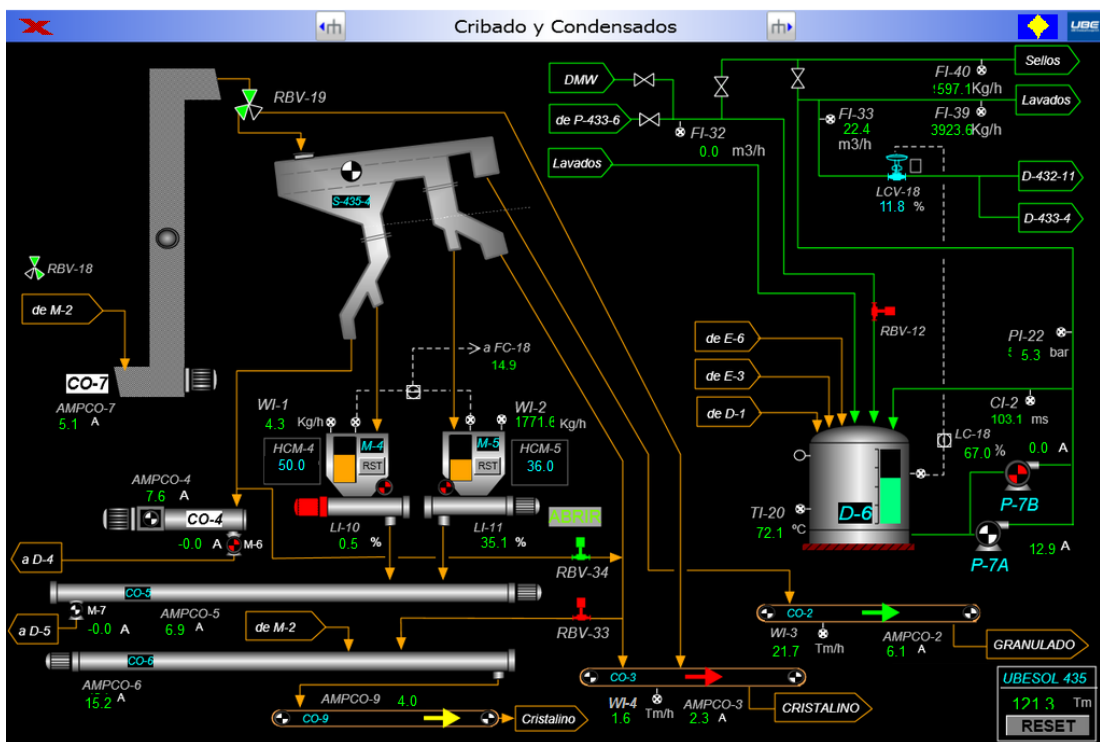 Cribado y Condensados
UBE
RBV-19
DMW
de P-433-6
Lavados
FI-32
0.0 m3/h
FI-40
Kg/h
Sellos
FI-33
22.4
m3/h
FI-39
3923.6 Kg/h
Lavados
LCV-18
11.8 %
D-432-11
D-433-4
S-435-4
RBV-18
de M-2
CO-7
AMPCO-7
5.1 A
a FC-18
14.9
WI-1
4.3 Kg/h
WI-2
1771.6 Kg/h
HCM-4
50.0
M-4
RST
M-5
RST
HCM-5
36.0
RBV-12
de E-6
de E-3
de D-1
PI-22
5.3 bar
CI-2
103.1 ms
LC-18
67.0 %
0.0 A
P-7B
TI-20
72.1 ºC
D-6
P-7A
12.9 A
AMPCO-4
7.6 A
CO-4
-0.0 A
M-6
a D-4
LI-10
0.5 %
LI-11
35.1 %
ABRIR
RBV-34
CO-5
M-7
-0.0 A
a D-5
AMPCO-5
6.9 A
de M-2
RBV-33
CO-6
AMPCO-6
15.2 A
AMPCO-9 4.0
CO-9
Cristalino
CO-3
WI-4
1.6 Tm/h
AMPCO-3
2.3 A
CRISTALINO
CO-2
WI-3
21.7 Tm/h
AMPCO-2
6.1 A
GRANULADO
UBESOL 435
121.3 Tm
RESET